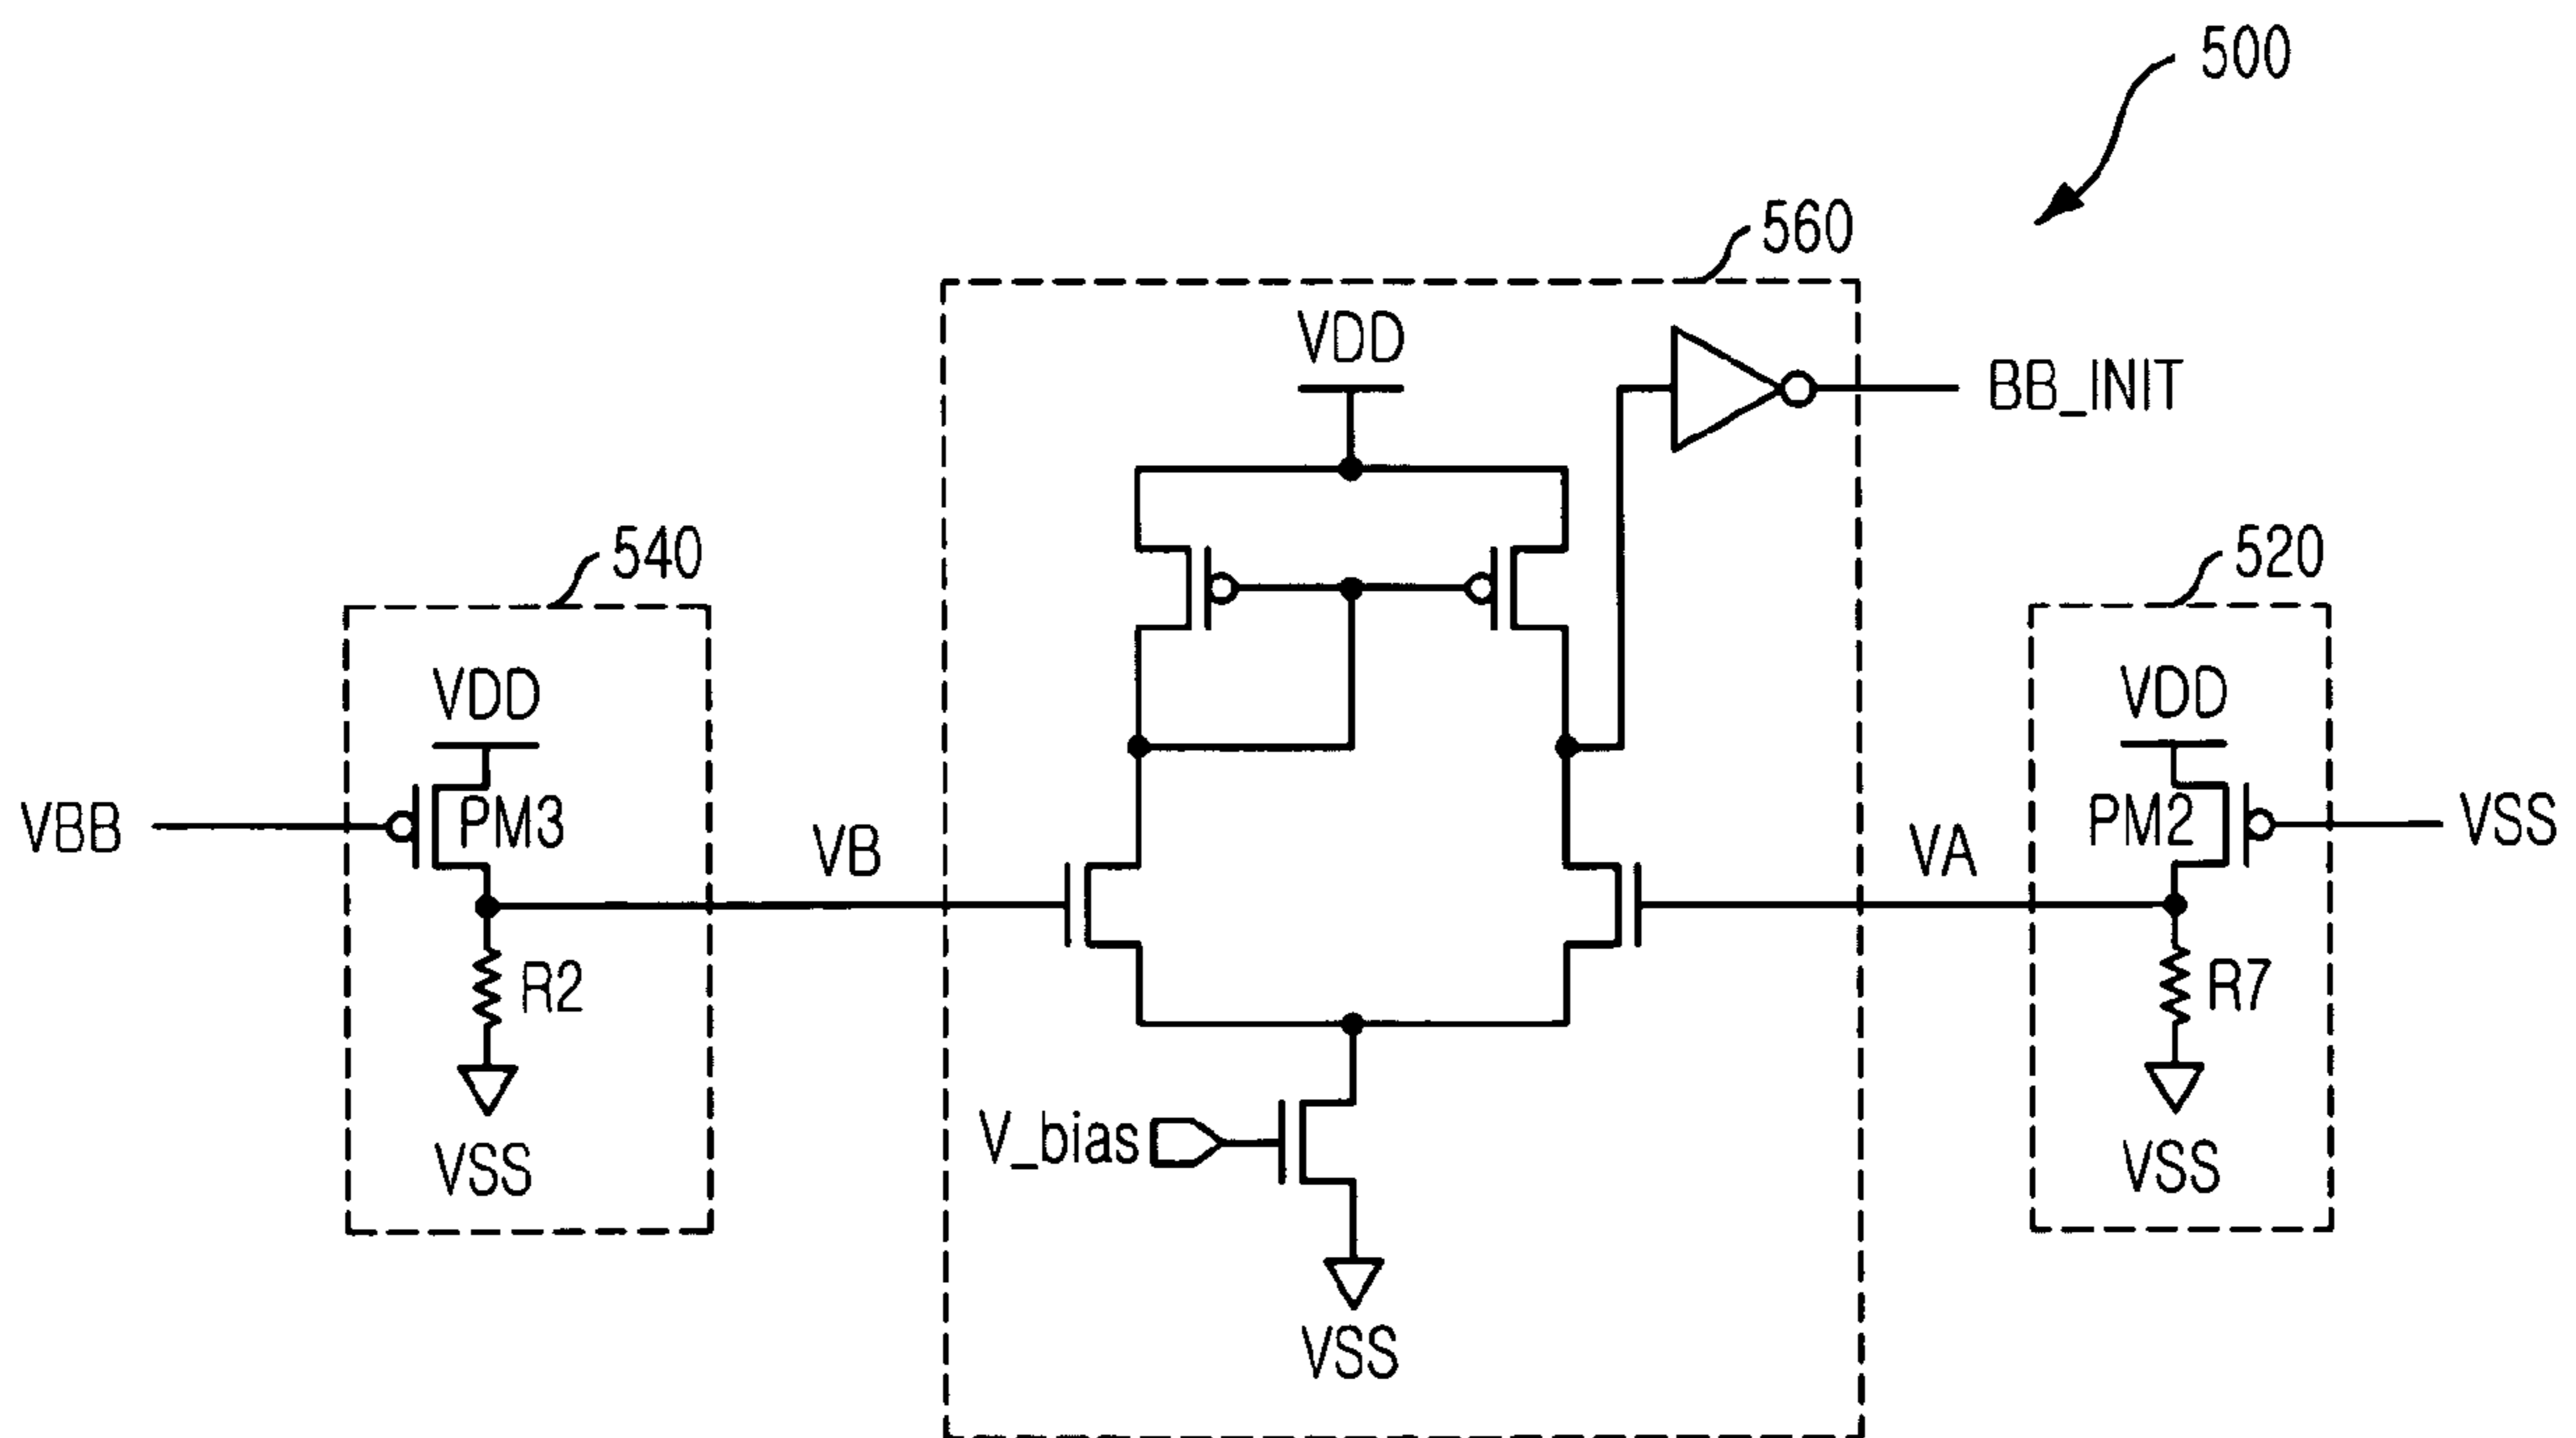 500
560
VDD
BB_INIT
540
520
VDD
VDD
VBB
PM3
VB
VA
PM2
VSS
R2
R7
V_bias
VSS
VSS
VSS